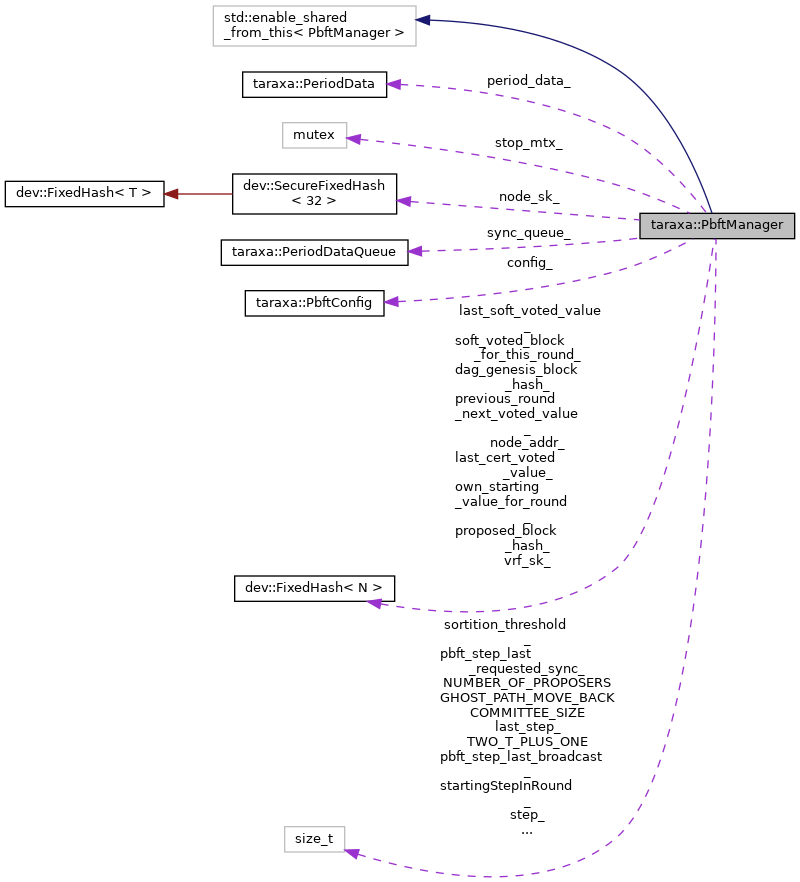 std::enable_shared
_from_this< PbftManager >
taraxa::PeriodData
period_data_
mutex
stop_mtx_
dev::FixedHash< T >
dev::SecureFixedHash
< 32 >
node_sk_
taraxa::PbftManager
taraxa::PeriodDataQueue
sync_queue_
taraxa::PbftConfig
config_
last_soft_voted_value
_
soft_voted_block
_for_this_round_
dag_genesis_block
_hash_
previous_round
_next_voted_value
_
node_addr_
last_cert_voted
_value_
own_starting
_value_for_round
_
proposed_block
_hash_
vrf_sk_
dev::FixedHash< N >
sortition_threshold
_
pbft_step_last
_requested_sync_
NUMBER_OF_PROPOSERS
GHOST_PATH_MOVE_BACK
COMMITTEE_SIZE
last_step_
TWO_T_PLUS_ONE
pbft_step_last_broadcast
_
startingStepInRound
_
step_
...
size_t